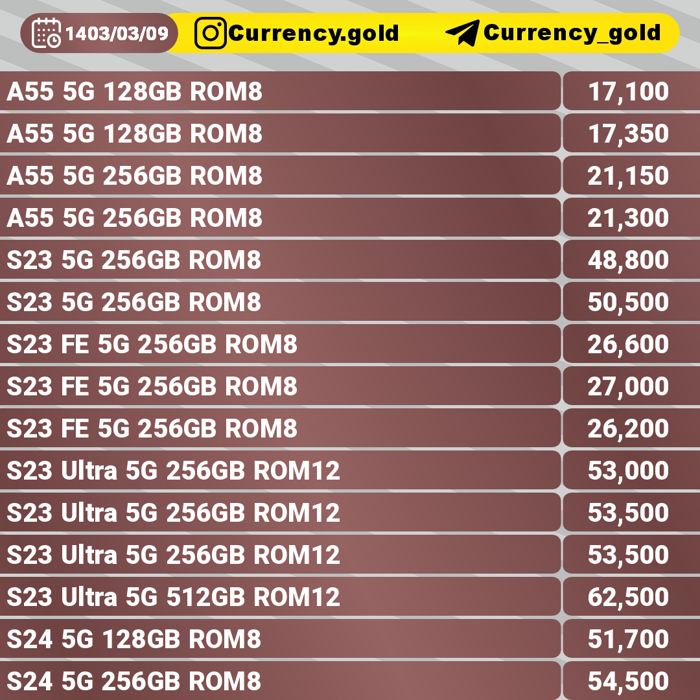 1403/03/09 Currency.gold Currency_gold
A55 5G 128GB ROM8 17,100
A55 5G 128GB ROM8 17,350
A55 5G 256GB ROM8 21,150
A55 5G 256GB ROM8 21,300
S23 5G 256GB ROM8 48,800
S23 5G 256GB ROM8 50,500
S23 FE 5G 256GB ROM8 26,600
S23 FE 5G 256GB ROM8 27,000
S23 FE 5G 256GB ROM8 26,200
S23 Ultra 5G 256GB ROM12 53,000
S23 Ultra 5G 256GB ROM12 53,500
S23 Ultra 5G 256GB ROM12 53,500
S23 Ultra 5G 512GB ROM12 62,500
S24 5G 128GB ROM8 51,700
S24 5G 256GB ROM8 54,500